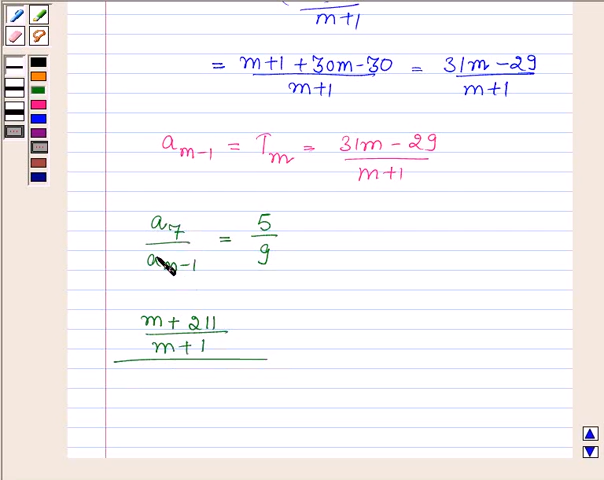 m+1
= m+1+30m-30/m+1 = 31m-29/m+1
a_{m-1} = T_m = 31m-29/m+1
a_7/a_{m-1} = 5/9
m+211/m+1